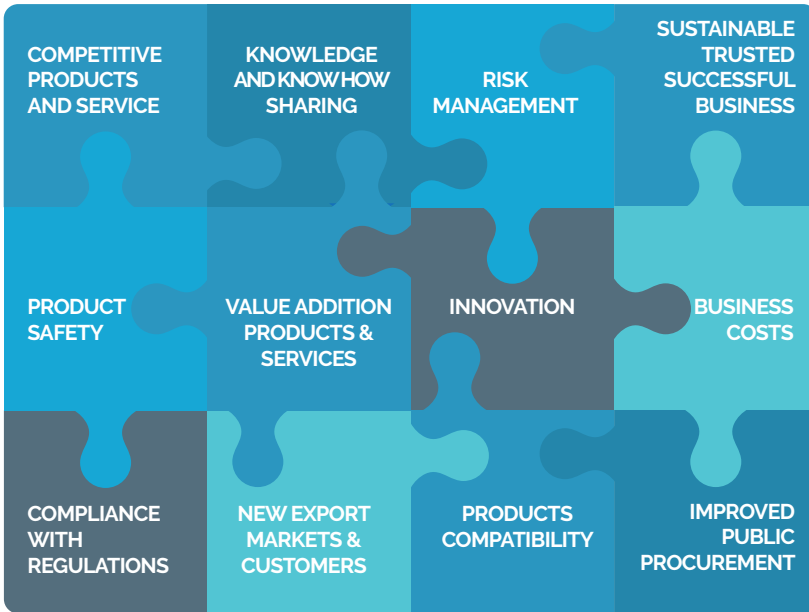 COMPETITIVE
PRODUCTS
AND SERVICE
KNOWLEDGE
AND KNOW HOW
SHARING
RISK
MANAGEMENT
SUSTAINABLE
TRUSTED
SUCCESSFUL
BUSINESS
PRODUCT
SAFETY
VALUE ADDITION
PRODUCTS &
SERVICES
INNOVATION
BUSINESS
COSTS
COMPLIANCE
WITH
REGULATIONS
NEW EXPORT
MARKETS &
CUSTOMERS
PRODUCTS
COMPATIBILITY
IMPROVED
PUBLIC
PROCUREMENT